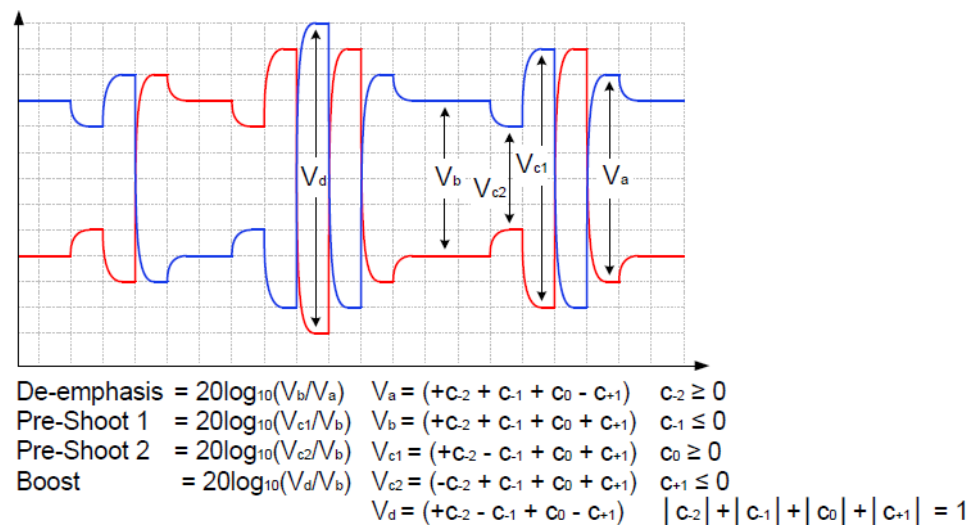 Vd
Vb
Vc2
Vc1
Va
De-emphasis = 20log10(Vb/Va) Va = (+c-2 + c-1 + c0 - c+1) c-2 ≥ 0
Pre-Shoot 1 = 20log10(Vc1/Vb) Vb = (+c-2 + c-1 + c0 + c+1) c-1 ≤ 0
Pre-Shoot 2 = 20log10(Vc2/Vb) Vc1 = (+c-2 - c-1 + c0 + c+1) c0 ≥ 0
Boost = 20log10(Vd/Vb) Vc2 = (-c-2 + c-1 + c0 + c+1) c+1 ≤ 0
Vd = (+c-2 - c-1 + c0 - c+1) |c-2|+|c-1|+|c0|+|c+1| = 1